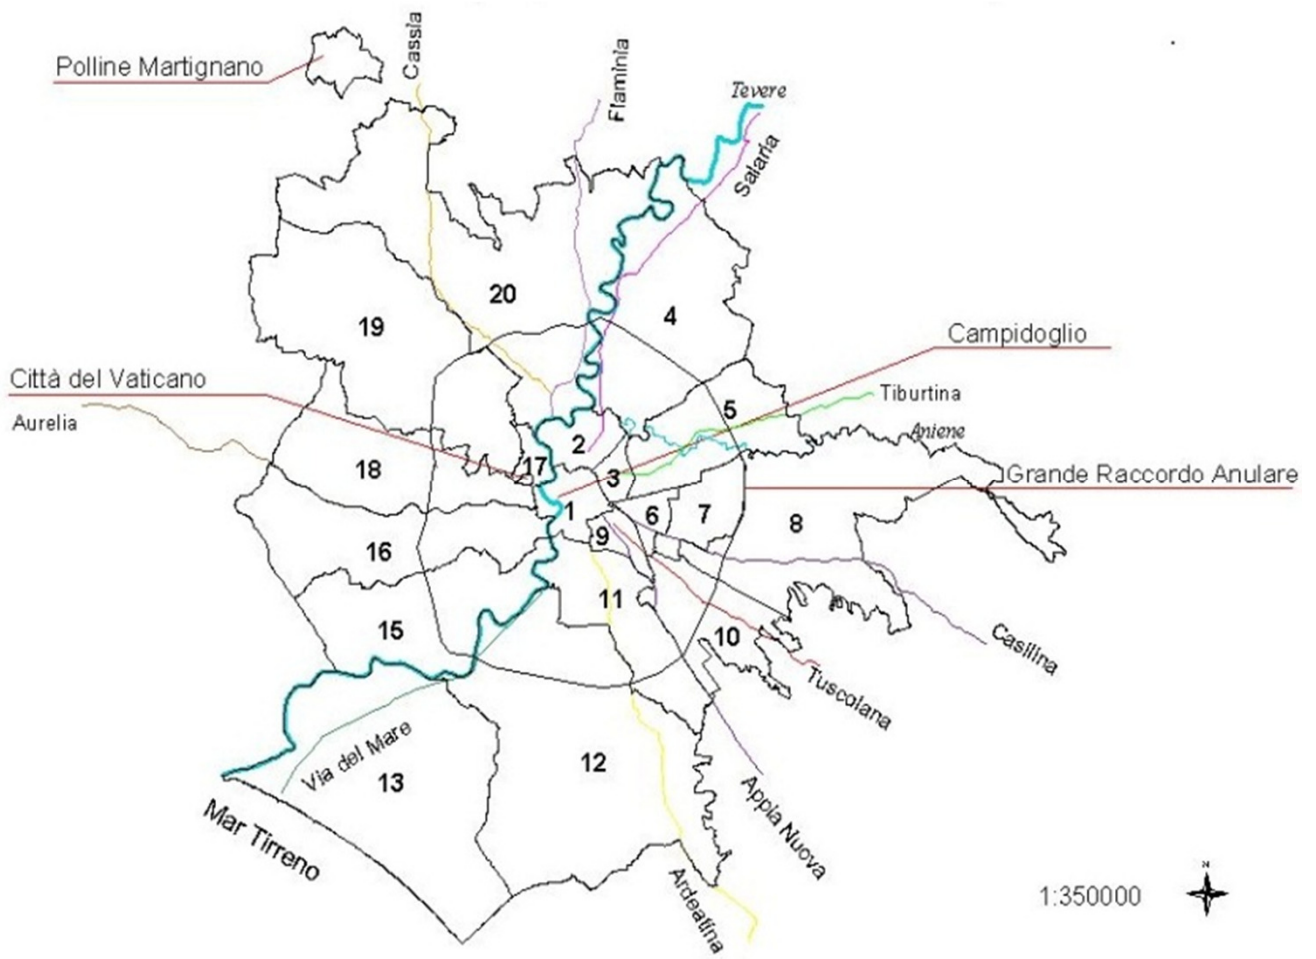 Cassia
Flaminia
Polline Martignano
Tevere
Salaria
20
4
19
Campidoglio
Città del Vaticano
Tiburtina
Aurelia
5
Aniene
2
18
17
3
Grande Raccordo Anulare
1
6
7
8
9
16
11
15
10
Casilina
Tuscolana
Via del Mare
12
13
Mar Tirreno
Appia Nuova
Ardeatina
N
1:350000